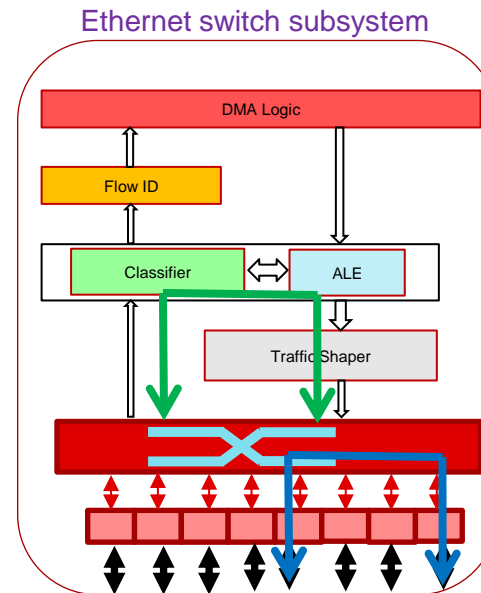 Ethernet switch subsystem
DMA Logic
Flow ID
Classifier
ALE
Traffic Shaper